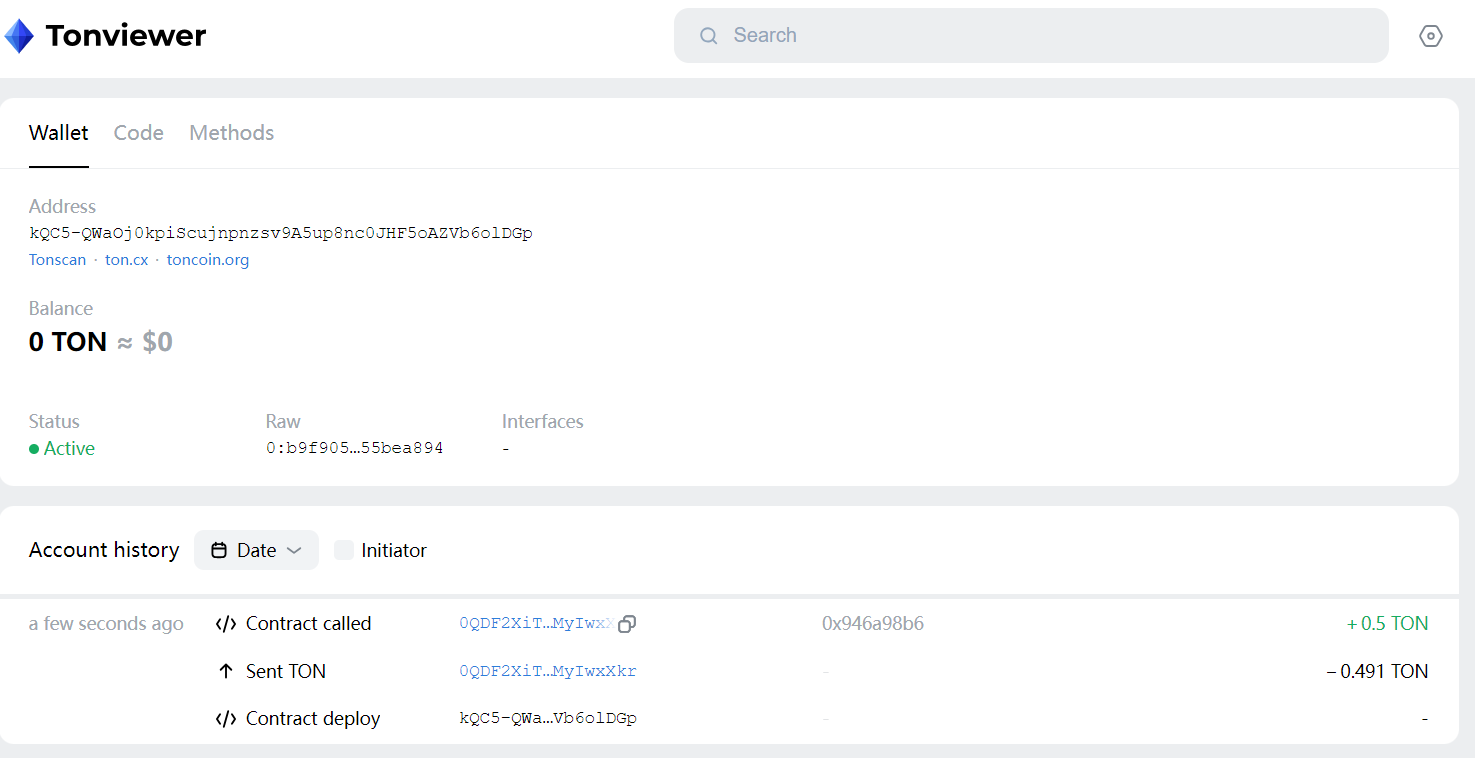 Tonviewer
Search
Wallet Code Methods
Address
kQC5-QWaOj0kpiScujnpnzsv9A5up8nc0JHF5oAZVb6olDGp
Tonscan · ton.cx · toncoin.org
Balance
0 TON ≈ $0
Status Raw Interfaces
Active 0:b9f905…55bea894 -
Account history Date Initiator
a few seconds ago </> Contract called 0QDF2XiT…MyIwxX 0x946a98b6 + 0.5 TON
Sent TON 0QDF2XiT…MyIwxXkr - − 0.491 TON
</> Contract deploy kQC5-QWa…Vb6olDGp - -